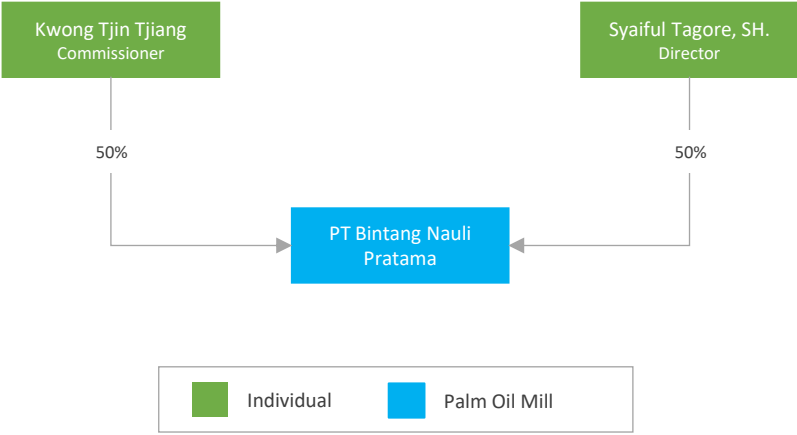 Kwong Tjin Tjiang
Commissioner
Syaiful Tagore, SH.
Director
50%
50%
PT Bintang Nauli
Pratama
Individual
Palm Oil Mill